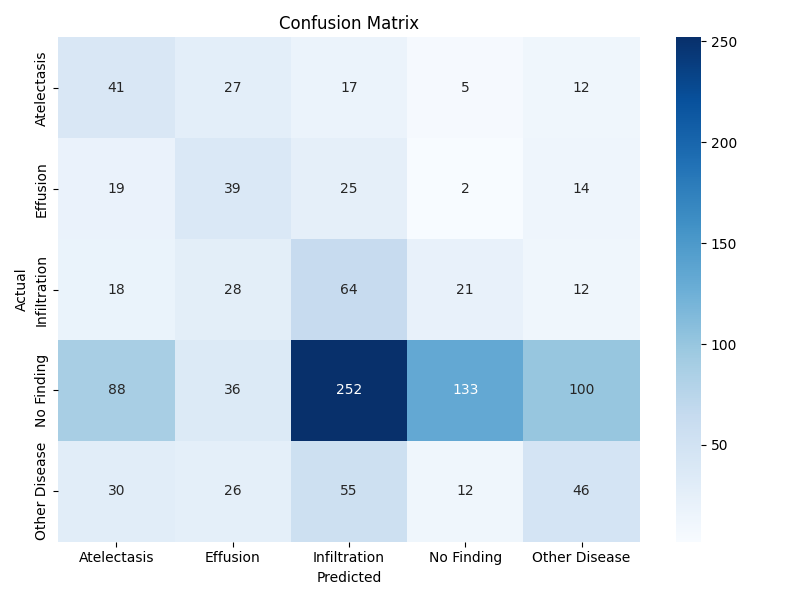 Confusion Matrix
Atelectasis 41 27 17 5 12
Effusion 19 39 25 2 14
Infiltration 18 28 64 21 12
No Finding 88 36 252 133 100
Other Disease 30 26 55 12 46
Actual
Atelectasis Effusion Infiltration No Finding Other Disease
Predicted
250
200
150
100
50